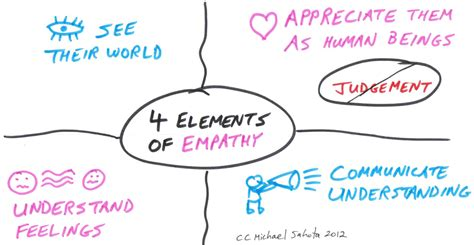 SEE
THEIR WORLD
APPRECIATE THEM
AS HUMAN BEINGS
JUDGEMENT
4 ELEMENTS
OF EMPATHY
UNDERSTAND
FEELINGS
COMMUNICATE
UNDERSTANDING
CC Michael Sahota 2012